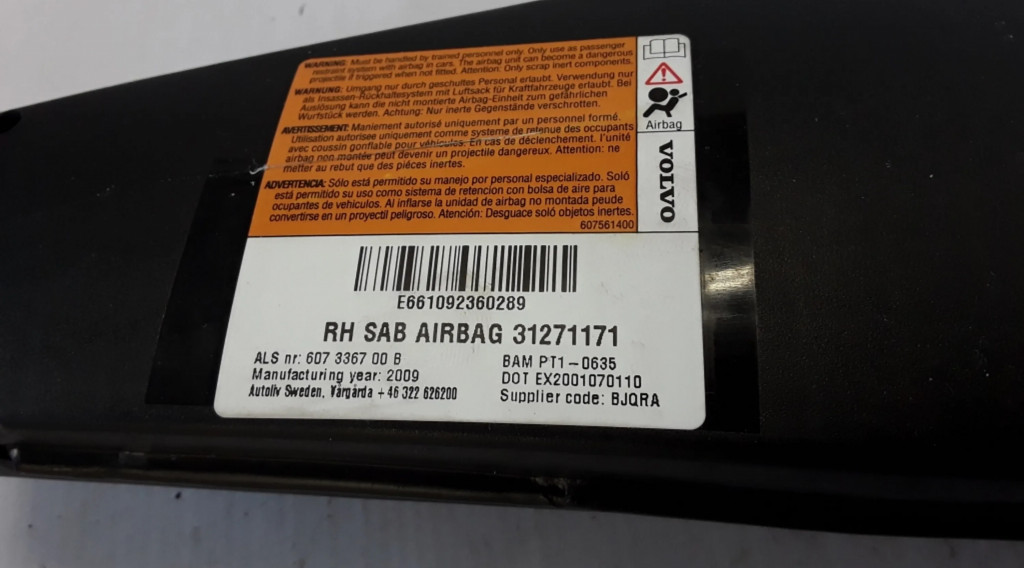 WARNING: Must be handled by trained personnel only. Only use as passenger
restraint system with airbag in cars. The airbag unit can become a dangerous
projectile if triggered when not fitted. Attention: Only scrap inert components.
WARNUNG: Umgang nur durch geschultes Personal erlaubt. Verwendung nur
als Insassen-Rückhaltesystem mit Luftsack für Kraftfahrzeuge erlaubt. Bei
Auslösung kann die nicht montierte Airbag-Einheit zum gefährlichen
Wurfstück werden. Achtung: Nur inerte Gegenstände verschrotten.
AVERTISSEMENT: Maniement autorisé uniquement par un personnel formé.
Utilisation autorisée uniquement comme système de retenue des occupants
avec coussin gonflable pour véhicules. En cas de déclenchement, l'unité
airbag non montée peut devenir un projectile dangereux. Attention: ne
metter au rebut que des pièces inertes.
ADVERTENCIA: Sólo está permitido su manejo por personal especializado. Soló
está permitido su uso como sistema de retencion con bolsa de aire para
ocupantes de vehiculos. Al inflarse la unidad de airbag no montada peude
convertirse en un proyectil peligroso. Atención: Desguace soló objetos inertes.
607561400
Airbag
VOLVO
E661092360289
RH SAB AIRBAG 31271171
ALS nr: 607 3367 00 B
Manufacturing year: 2009
Autoliv Sweden, Vårgårda +46 322 626200
BAM PT1-0635
DOT EX2001070110
Supplier code: BJQRA